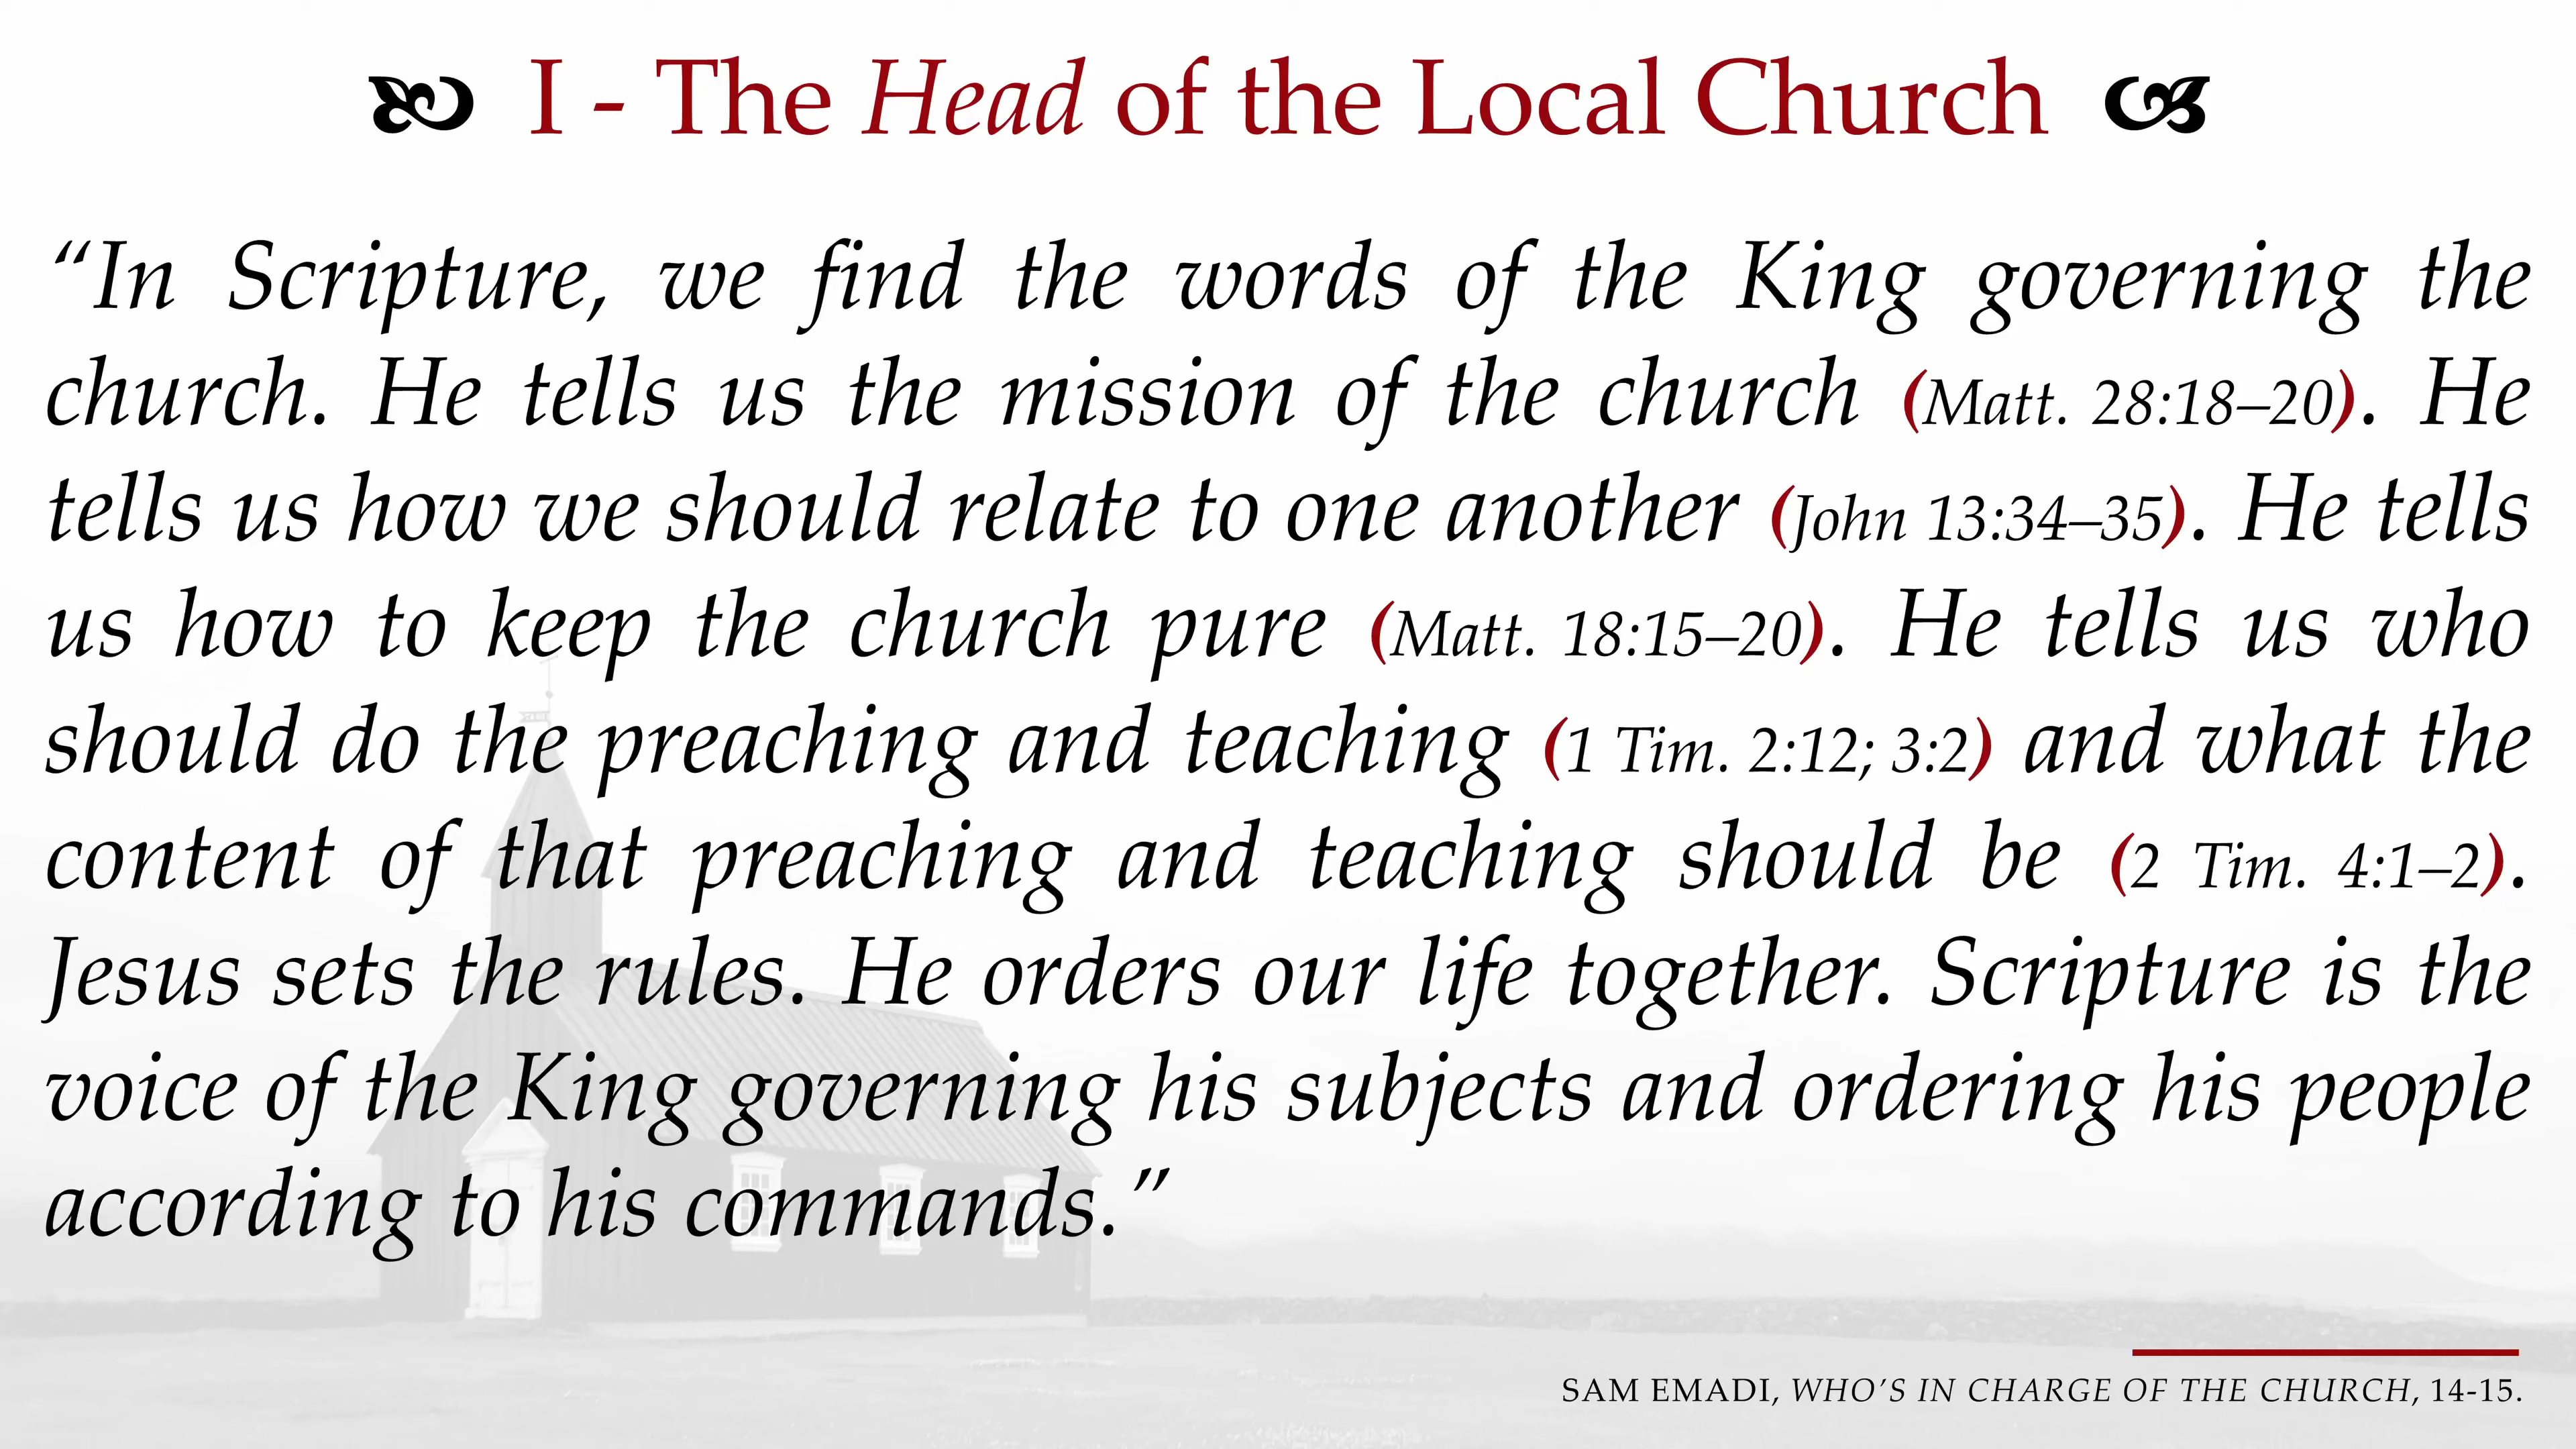 I - The Head of the Local Church
“In Scripture, we find the words of the King governing the
church. He tells us the mission of the church (Matt. 28:18–20). He
tells us how we should relate to one another (John 13:34–35). He tells
us how to keep the church pure (Matt. 18:15–20). He tells us who
should do the preaching and teaching (1 Tim. 2:12; 3:2) and what the
content of that preaching and teaching should be (2 Tim. 4:1–2).
Jesus sets the rules. He orders our life together. Scripture is the
voice of the King governing his subjects and ordering his people
according to his commands.”
SAM EMADI, WHO’S IN CHARGE OF THE CHURCH, 14-15.